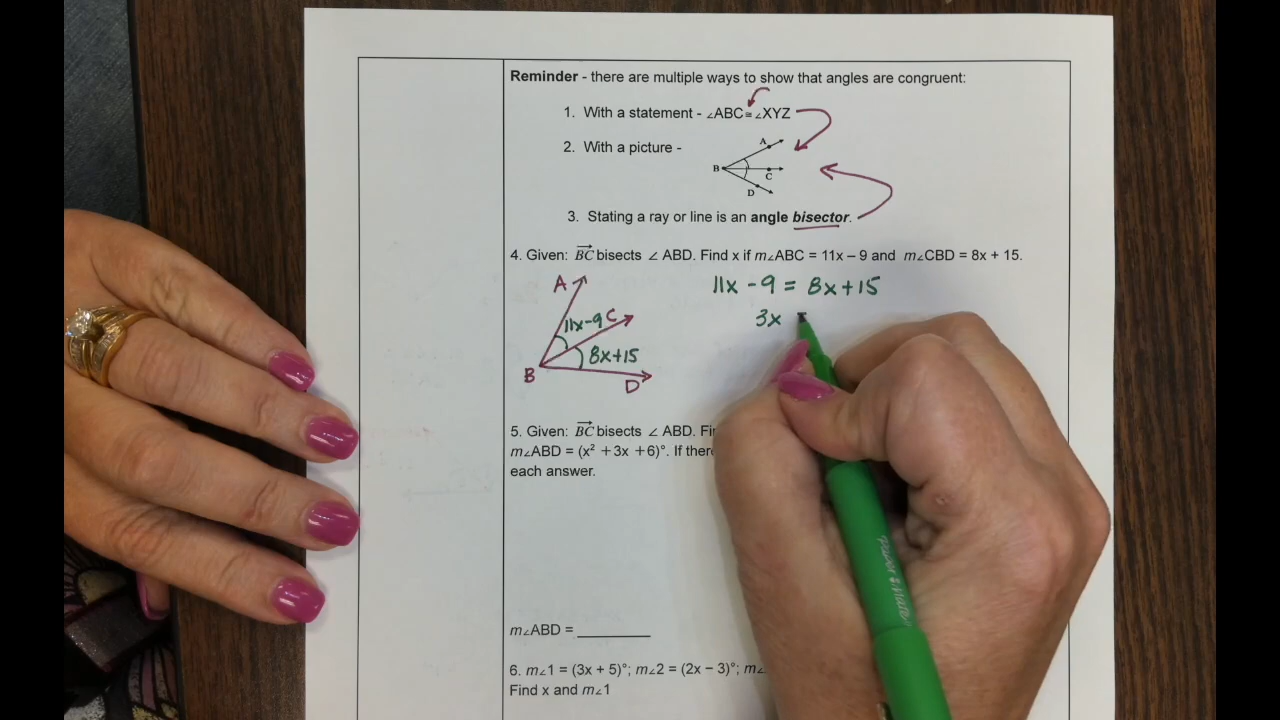 Reminder - there are multiple ways to show that angles are congruent:
1. With a statement - ∠ABC≅∠XYZ
2. With a picture -
A
B
C
D
3. Stating a ray or line is an angle bisector.
4. Given: BC⃗ bisects ∠ ABD. Find x if m∠ABC = 11x – 9 and m∠CBD = 8x + 15.
A
11x-9 C
8x+15
B
D
11x - 9 = 8x+15
3x
5. Given: BC⃗ bisects ∠ ABD.
m∠ABD = (x² + 3x + 6)°. If
each answer.
m∠ABD = ________
6. m∠1 = (3x + 5)°; m∠2 = (2x – 3)°;
Find x and m∠1